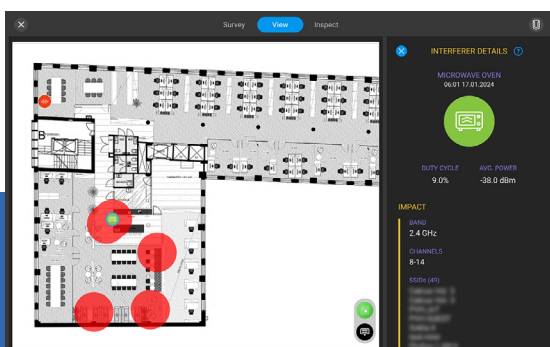 Survey
View
Inspect
INTERFERER DETAILS ?
MICROWAVE OVEN
06:01 17.01.2024
DUTY CYCLE
9.0%
AVG. POWER
-38.0 dBm
IMPACT
BAND
2.4 GHz
CHANNELS
8-14
SSIDs (49)